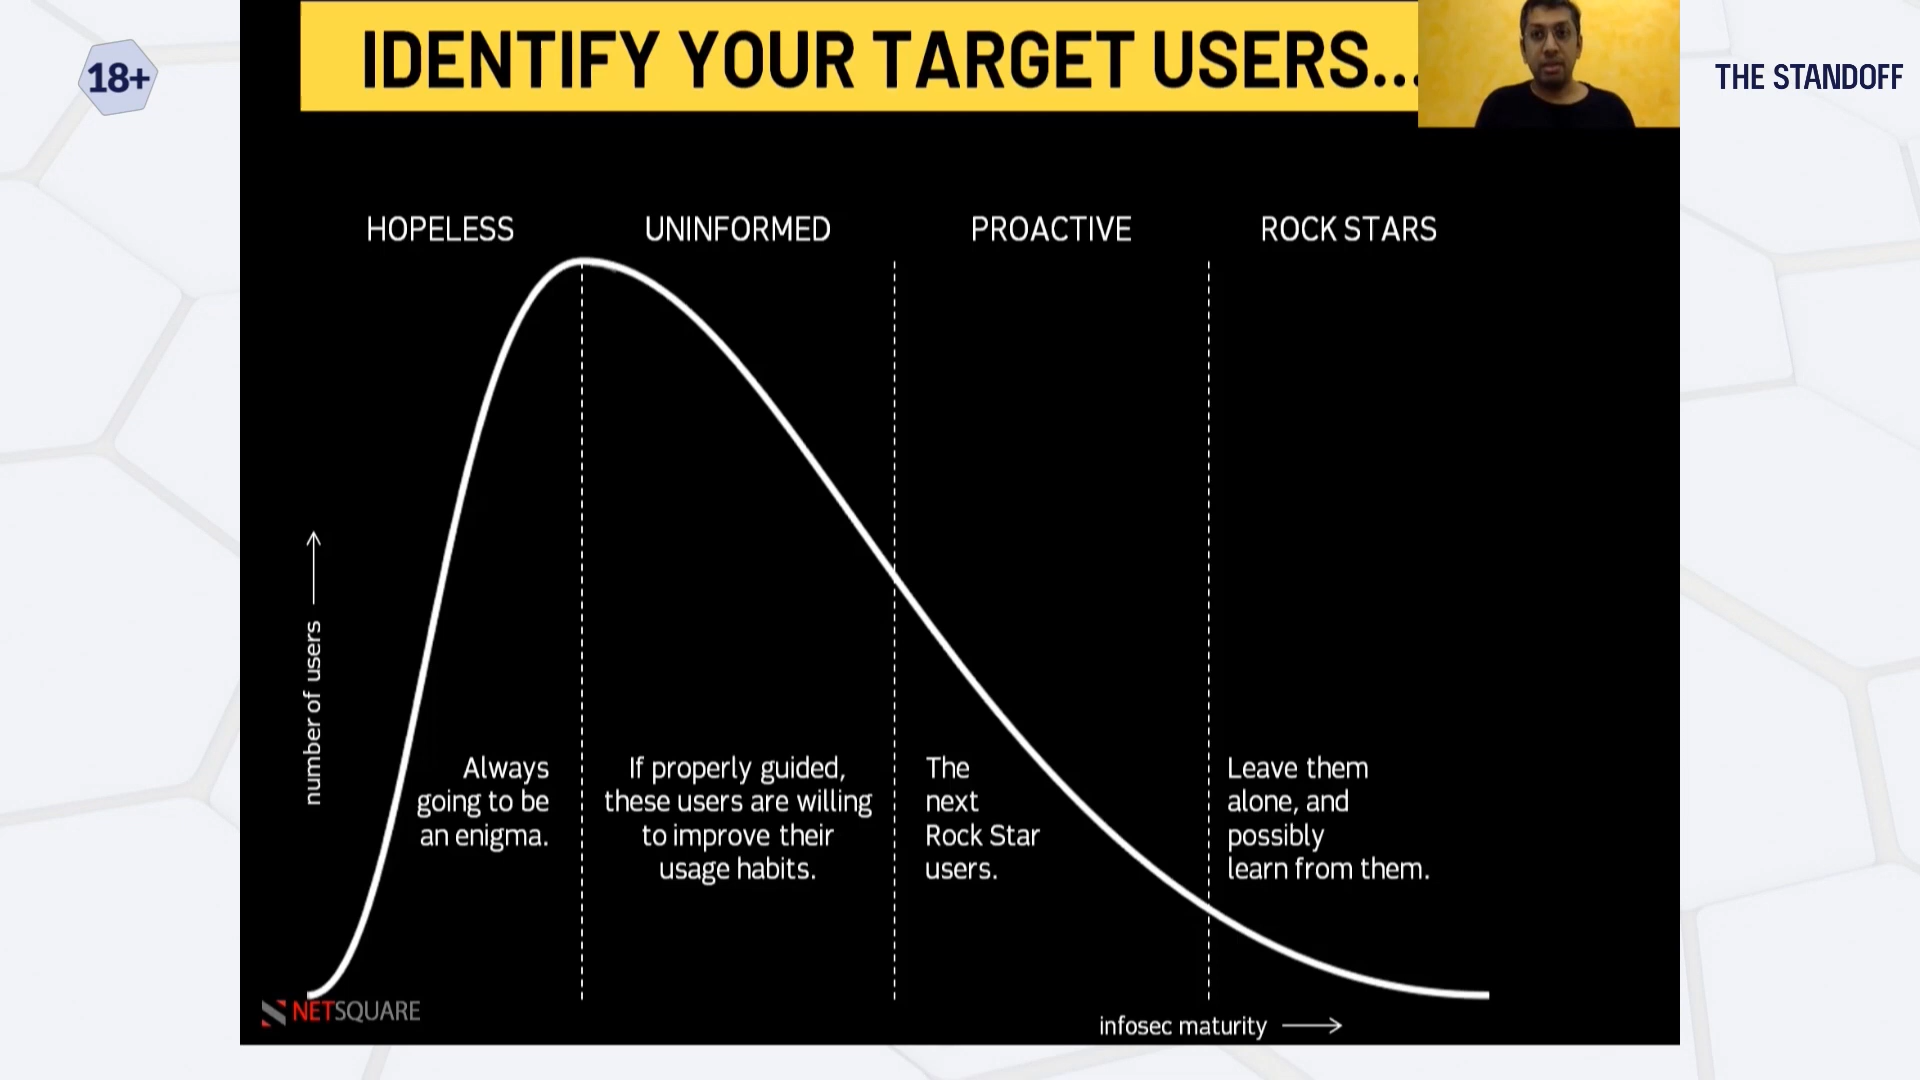 18+
IDENTIFY YOUR TARGET USERS...
THE STANDOFF
HOPELESS
UNINFORMED
PROACTIVE
ROCK STARS
number of users
Always
going to be
an enigma.
If properly guided,
these users are willing
to improve their
usage habits.
The
next
Rock Star
users.
Leave them
alone, and
possibly
learn from them.
NETSQUARE
infosec maturity